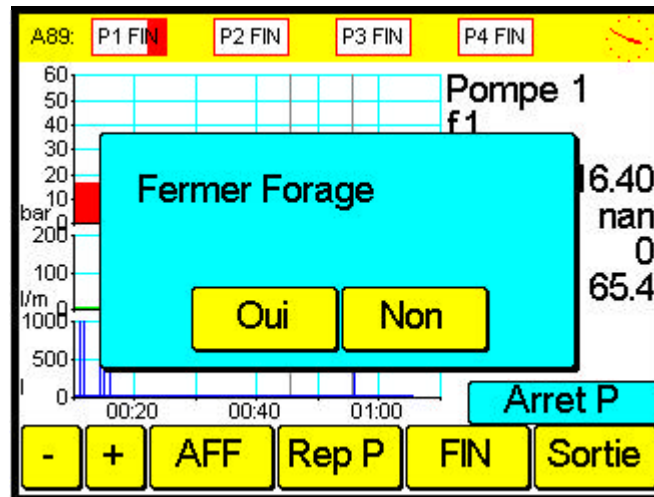 A89: P1 FIN P2 FIN P3 FIN P4 FIN
60
50
40
30
20
10
bar 0
200
100
l/m 0
1000
500
l 0
00:20 00:40 01:00
Pompe 1
f1
6.40
nan
0
65.4
Fermer Forage
Oui Non
Arret P
- + AFF Rep P FIN Sortie